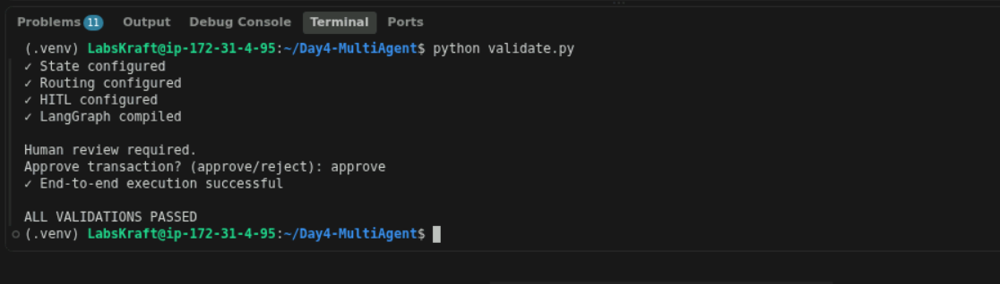 Problems 11 Output Debug Console Terminal Ports
(.venv) LabsKraft@ip-172-31-4-95:~/Day4-MultiAgent$ python validate.py
✓ State configured
✓ Routing configured
✓ HITL configured
✓ LangGraph compiled
Human review required.
Approve transaction? (approve/reject): approve
✓ End-to-end execution successful
ALL VALIDATIONS PASSED
(.venv) LabsKraft@ip-172-31-4-95:~/Day4-MultiAgent$